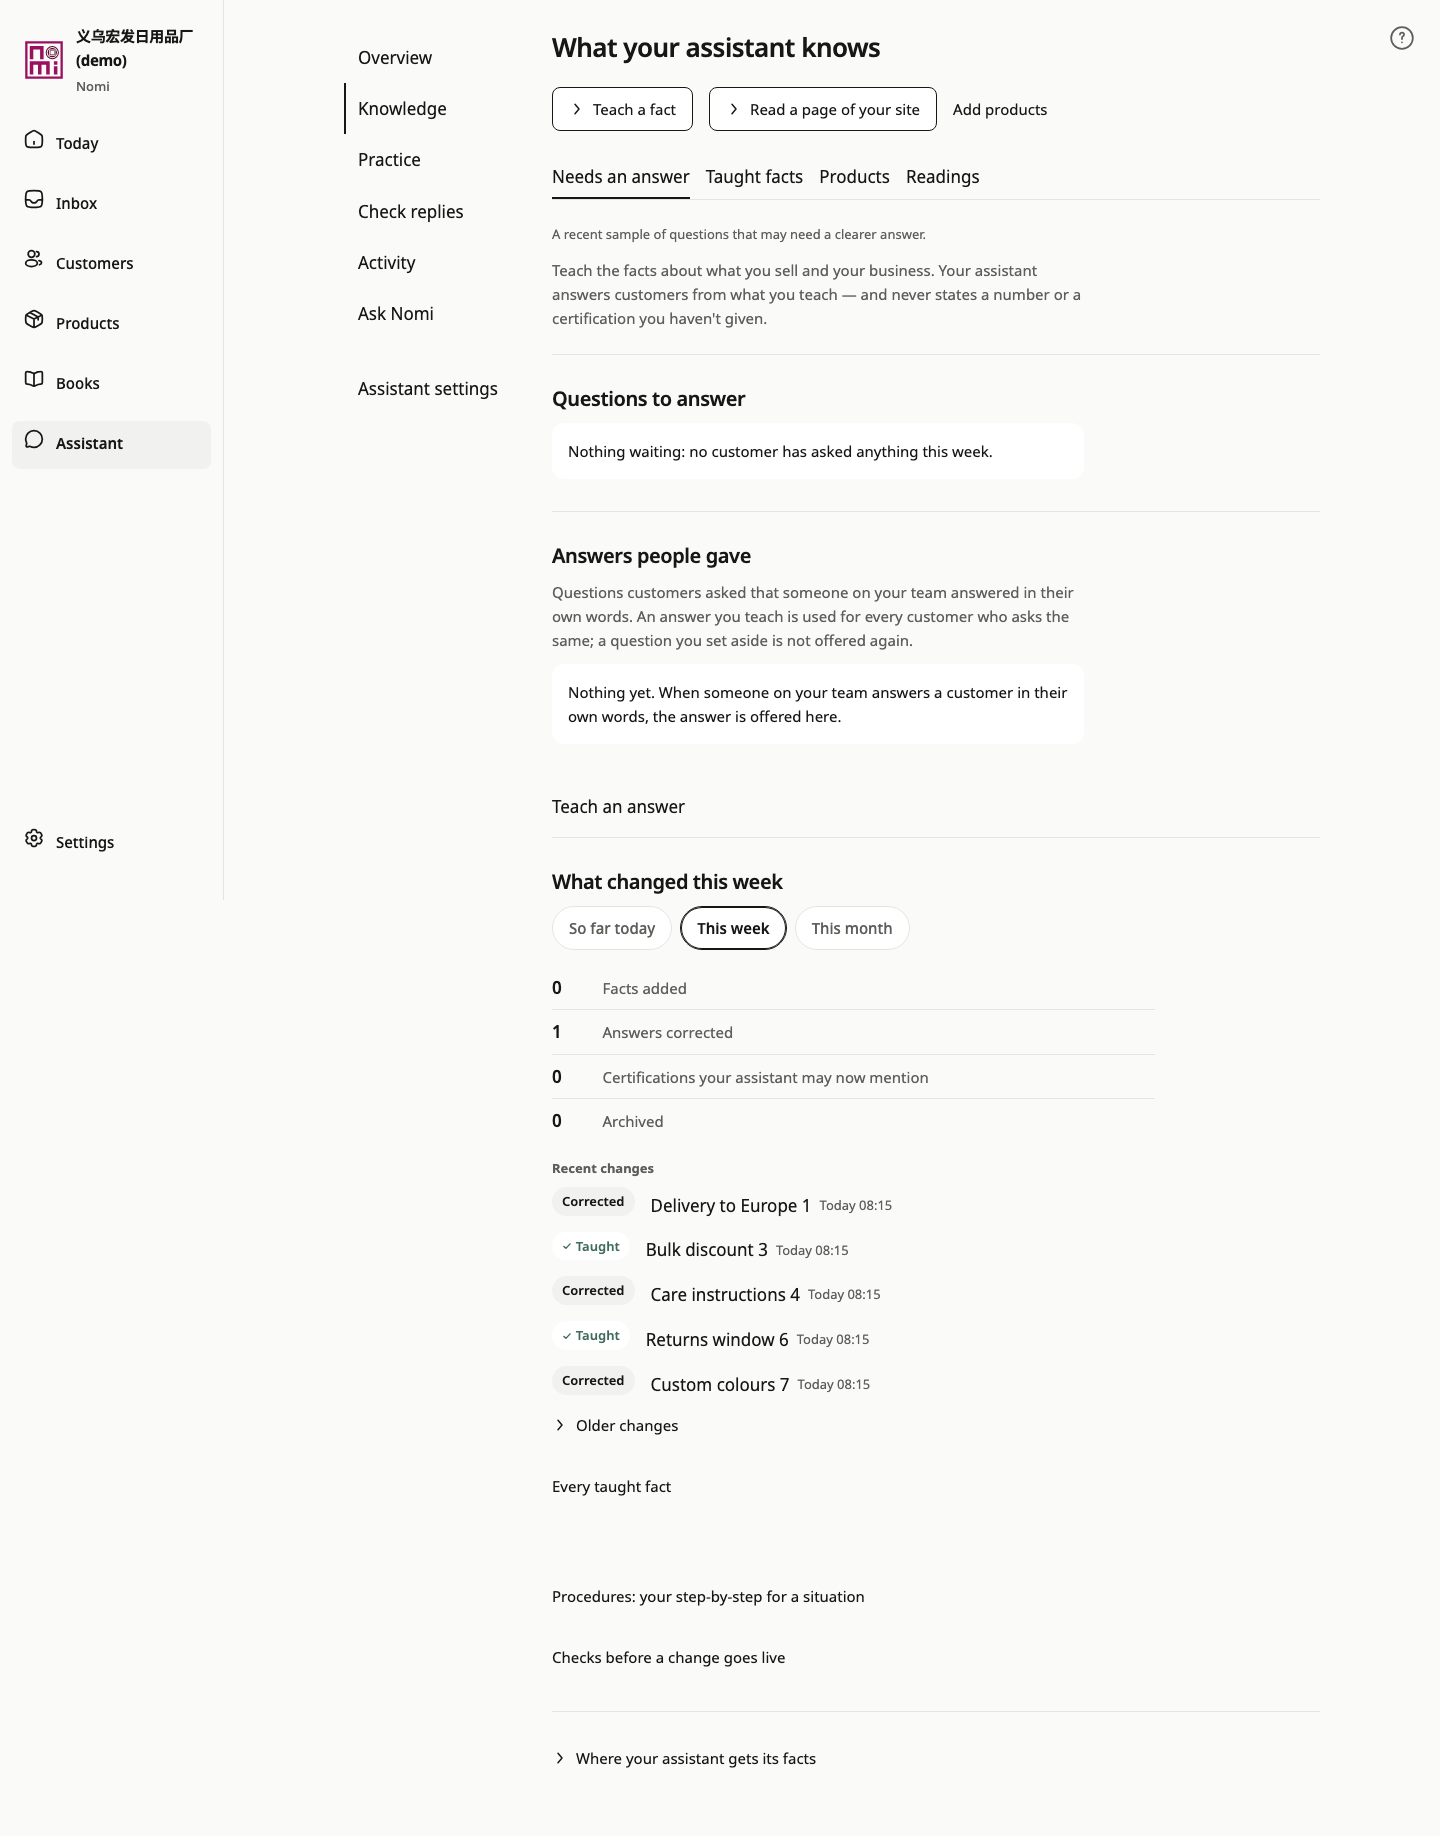 义乌宏发日用品厂
(demo)
Nomi
Today
Inbox
Customers
Products
Books
Assistant
Settings
Overview
Knowledge
Practice
Check replies
Activity
Ask Nomi
Assistant settings
What your assistant knows
Teach a fact
Read a page of your site
Add products
Needs an answer
Taught facts
Products
Readings
A recent sample of questions that may need a clearer answer.
Teach the facts about what you sell and your business. Your assistant
answers customers from what you teach — and never states a number or a
certification you haven't given.
Questions to answer
Nothing waiting: no customer has asked anything this week.
Answers people gave
Questions customers asked that someone on your team answered in their
own words. An answer you teach is used for every customer who asks the
same; a question you set aside is not offered again.
Nothing yet. When someone on your team answers a customer in their
own words, the answer is offered here.
Teach an answer
What changed this week
So far today
This week
This month
0 Facts added
1 Answers corrected
0 Certifications your assistant may now mention
0 Archived
Recent changes
Corrected Delivery to Europe 1 Today 08:15
Taught Bulk discount 3 Today 08:15
Corrected Care instructions 4 Today 08:15
Taught Returns window 6 Today 08:15
Corrected Custom colours 7 Today 08:15
Older changes
Every taught fact
Procedures: your step-by-step for a situation
Checks before a change goes live
Where your assistant gets its facts